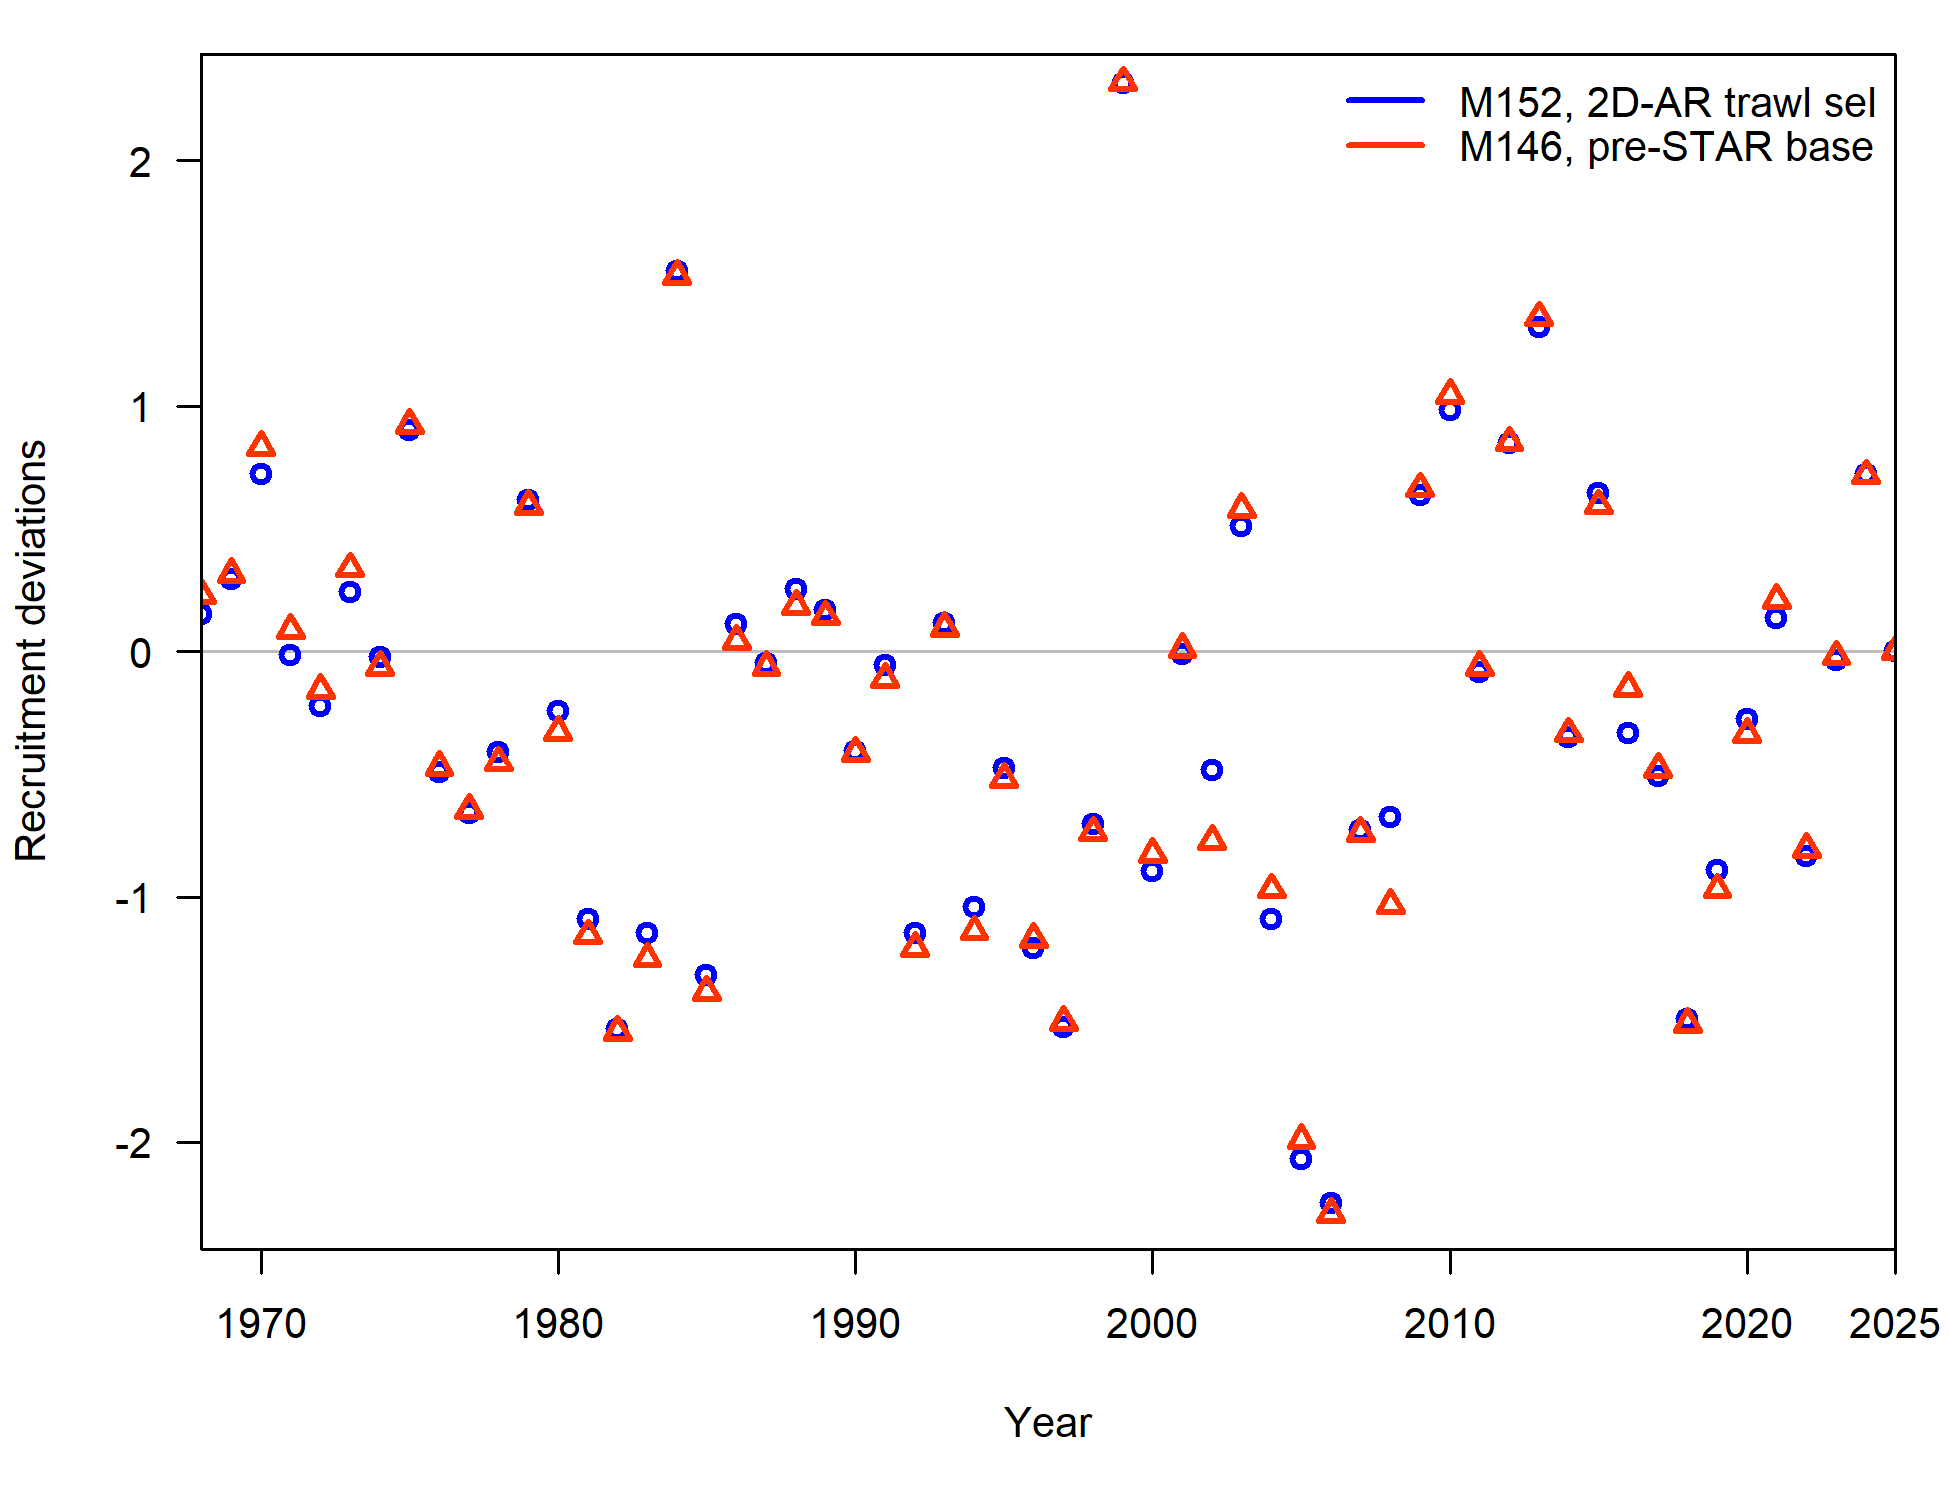 M152, 2D-AR trawl sel
M146, pre-STAR base
Recruitment deviations
2
1
0
-1
-2
1970 1980 1990 2000 2010 2020 2025
Year